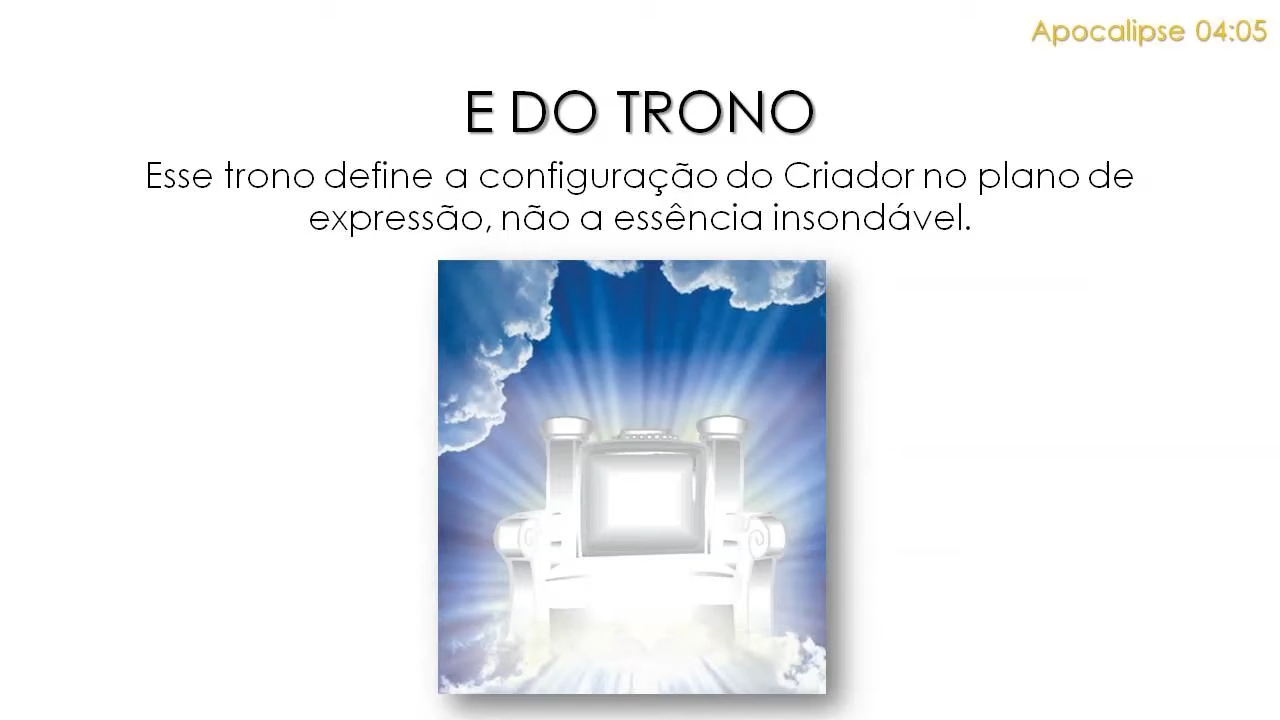 Apocalipse 04:05
E DO TRONO
Esse trono define a configuração do Criador no plano de
expressão, não a essência insondável.